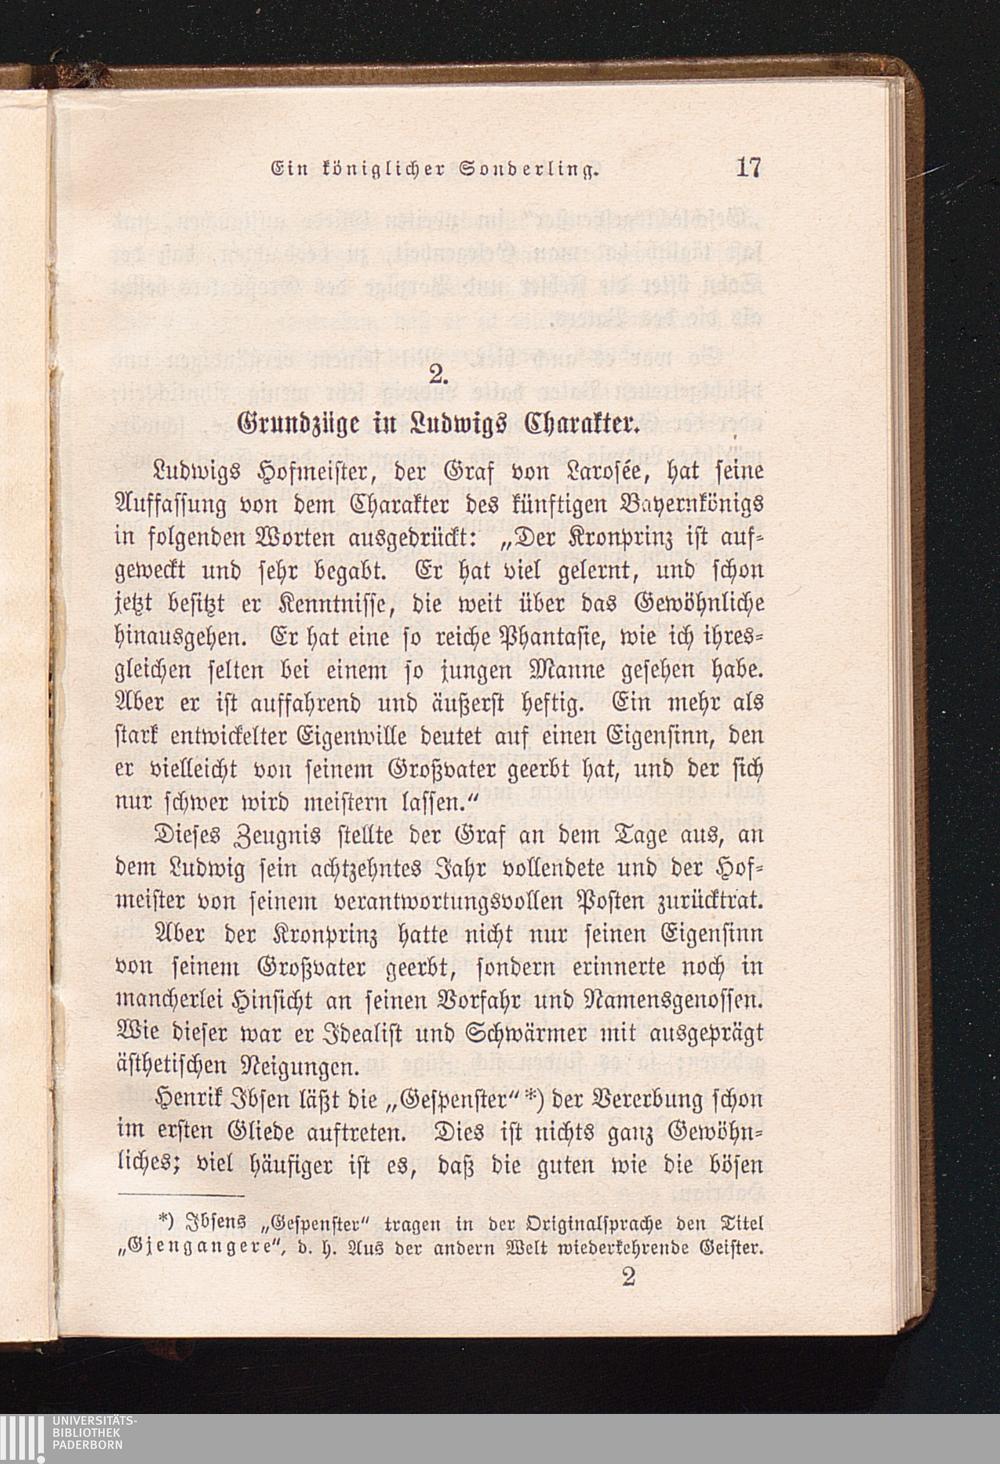 Ein königlicher Sonderling. 17
2.
Grundzüge in Ludwigs Charakter.
Ludwigs Hofmeister, der Graf von Larosée, hat seine
Auffassung von dem Charakter des künftigen Bayernkönigs
in folgenden Worten ausgedrückt: „Der Kronprinz ist auf-
geweckt und sehr begabt. Er hat viel gelernt, und schon
jetzt besitzt er Kenntnisse, die weit über das Gewöhnliche
hinausgehen. Er hat eine so reiche Phantasie, wie ich ihres-
gleichen selten bei einem so jungen Manne gesehen habe.
Aber er ist auffahrend und äußerst heftig. Ein mehr als
stark entwickelter Eigenwille deutet auf einen Eigensinn, den
er vielleicht von seinem Großvater geerbt hat, und der sich
nur schwer wird meistern lassen.“
Dieses Zeugnis stellte der Graf an dem Tage aus, an
dem Ludwig sein achtzehntes Jahr vollendete und der Hof-
meister von seinem verantwortungsvollen Posten zurücktrat.
Aber der Kronprinz hatte nicht nur seinen Eigensinn
von seinem Großvater geerbt, sondern erinnerte noch in
mancherlei Hinsicht an seinen Vorfahr und Namensgenossen.
Wie dieser war er Idealist und Schwärmer mit ausgeprägt
ästhetischen Neigungen.
Henrik Ibsen läßt die „Gespenster“*) der Vererbung schon
im ersten Gliede auftreten. Dies ist nichts ganz Gewöhn-
liches; viel häufiger ist es, daß die guten wie die bösen
*) Ibsens „Gespenster“ tragen in der Originalsprache den Titel
„Gjengangere“, d. h. Aus der andern Welt wiederkehrende Geister.
2
UNIVERSITÄTS-
BIBLIOTHEK
PADERBORN